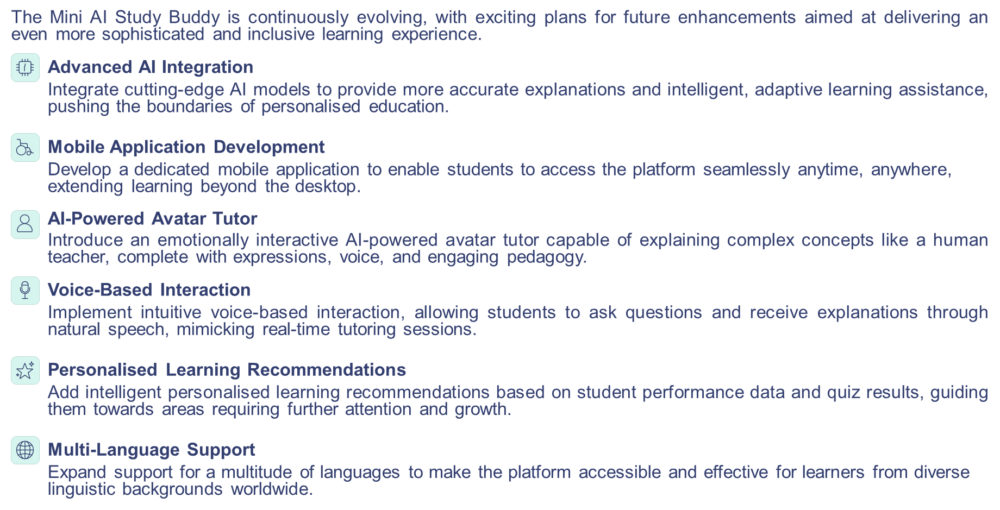 The Mini AI Study Buddy is continuously evolving, with exciting plans for future enhancements aimed at delivering an
even more sophisticated and inclusive learning experience.
Advanced AI Integration
Integrate cutting-edge AI models to provide more accurate explanations and intelligent, adaptive learning assistance,
pushing the boundaries of personalised education.
Mobile Application Development
Develop a dedicated mobile application to enable students to access the platform seamlessly anytime, anywhere,
extending learning beyond the desktop.
AI-Powered Avatar Tutor
Introduce an emotionally interactive AI-powered avatar tutor capable of explaining complex concepts like a human
teacher, complete with expressions, voice, and engaging pedagogy.
Voice-Based Interaction
Implement intuitive voice-based interaction, allowing students to ask questions and receive explanations through
natural speech, mimicking real-time tutoring sessions.
Personalised Learning Recommendations
Add intelligent personalised learning recommendations based on student performance data and quiz results, guiding
them towards areas requiring further attention and growth.
Multi-Language Support
Expand support for a multitude of languages to make the platform accessible and effective for learners from diverse
linguistic backgrounds worldwide.